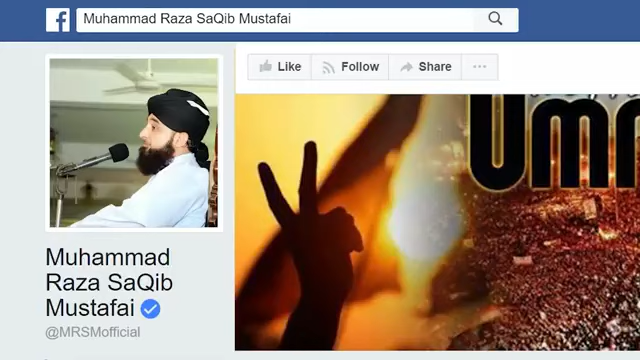 f
Muhammad Raza SaQib Mustafai
Like
Follow
Share
Muhammad
Raza SaQib
Mustafai
@MRSMofficial